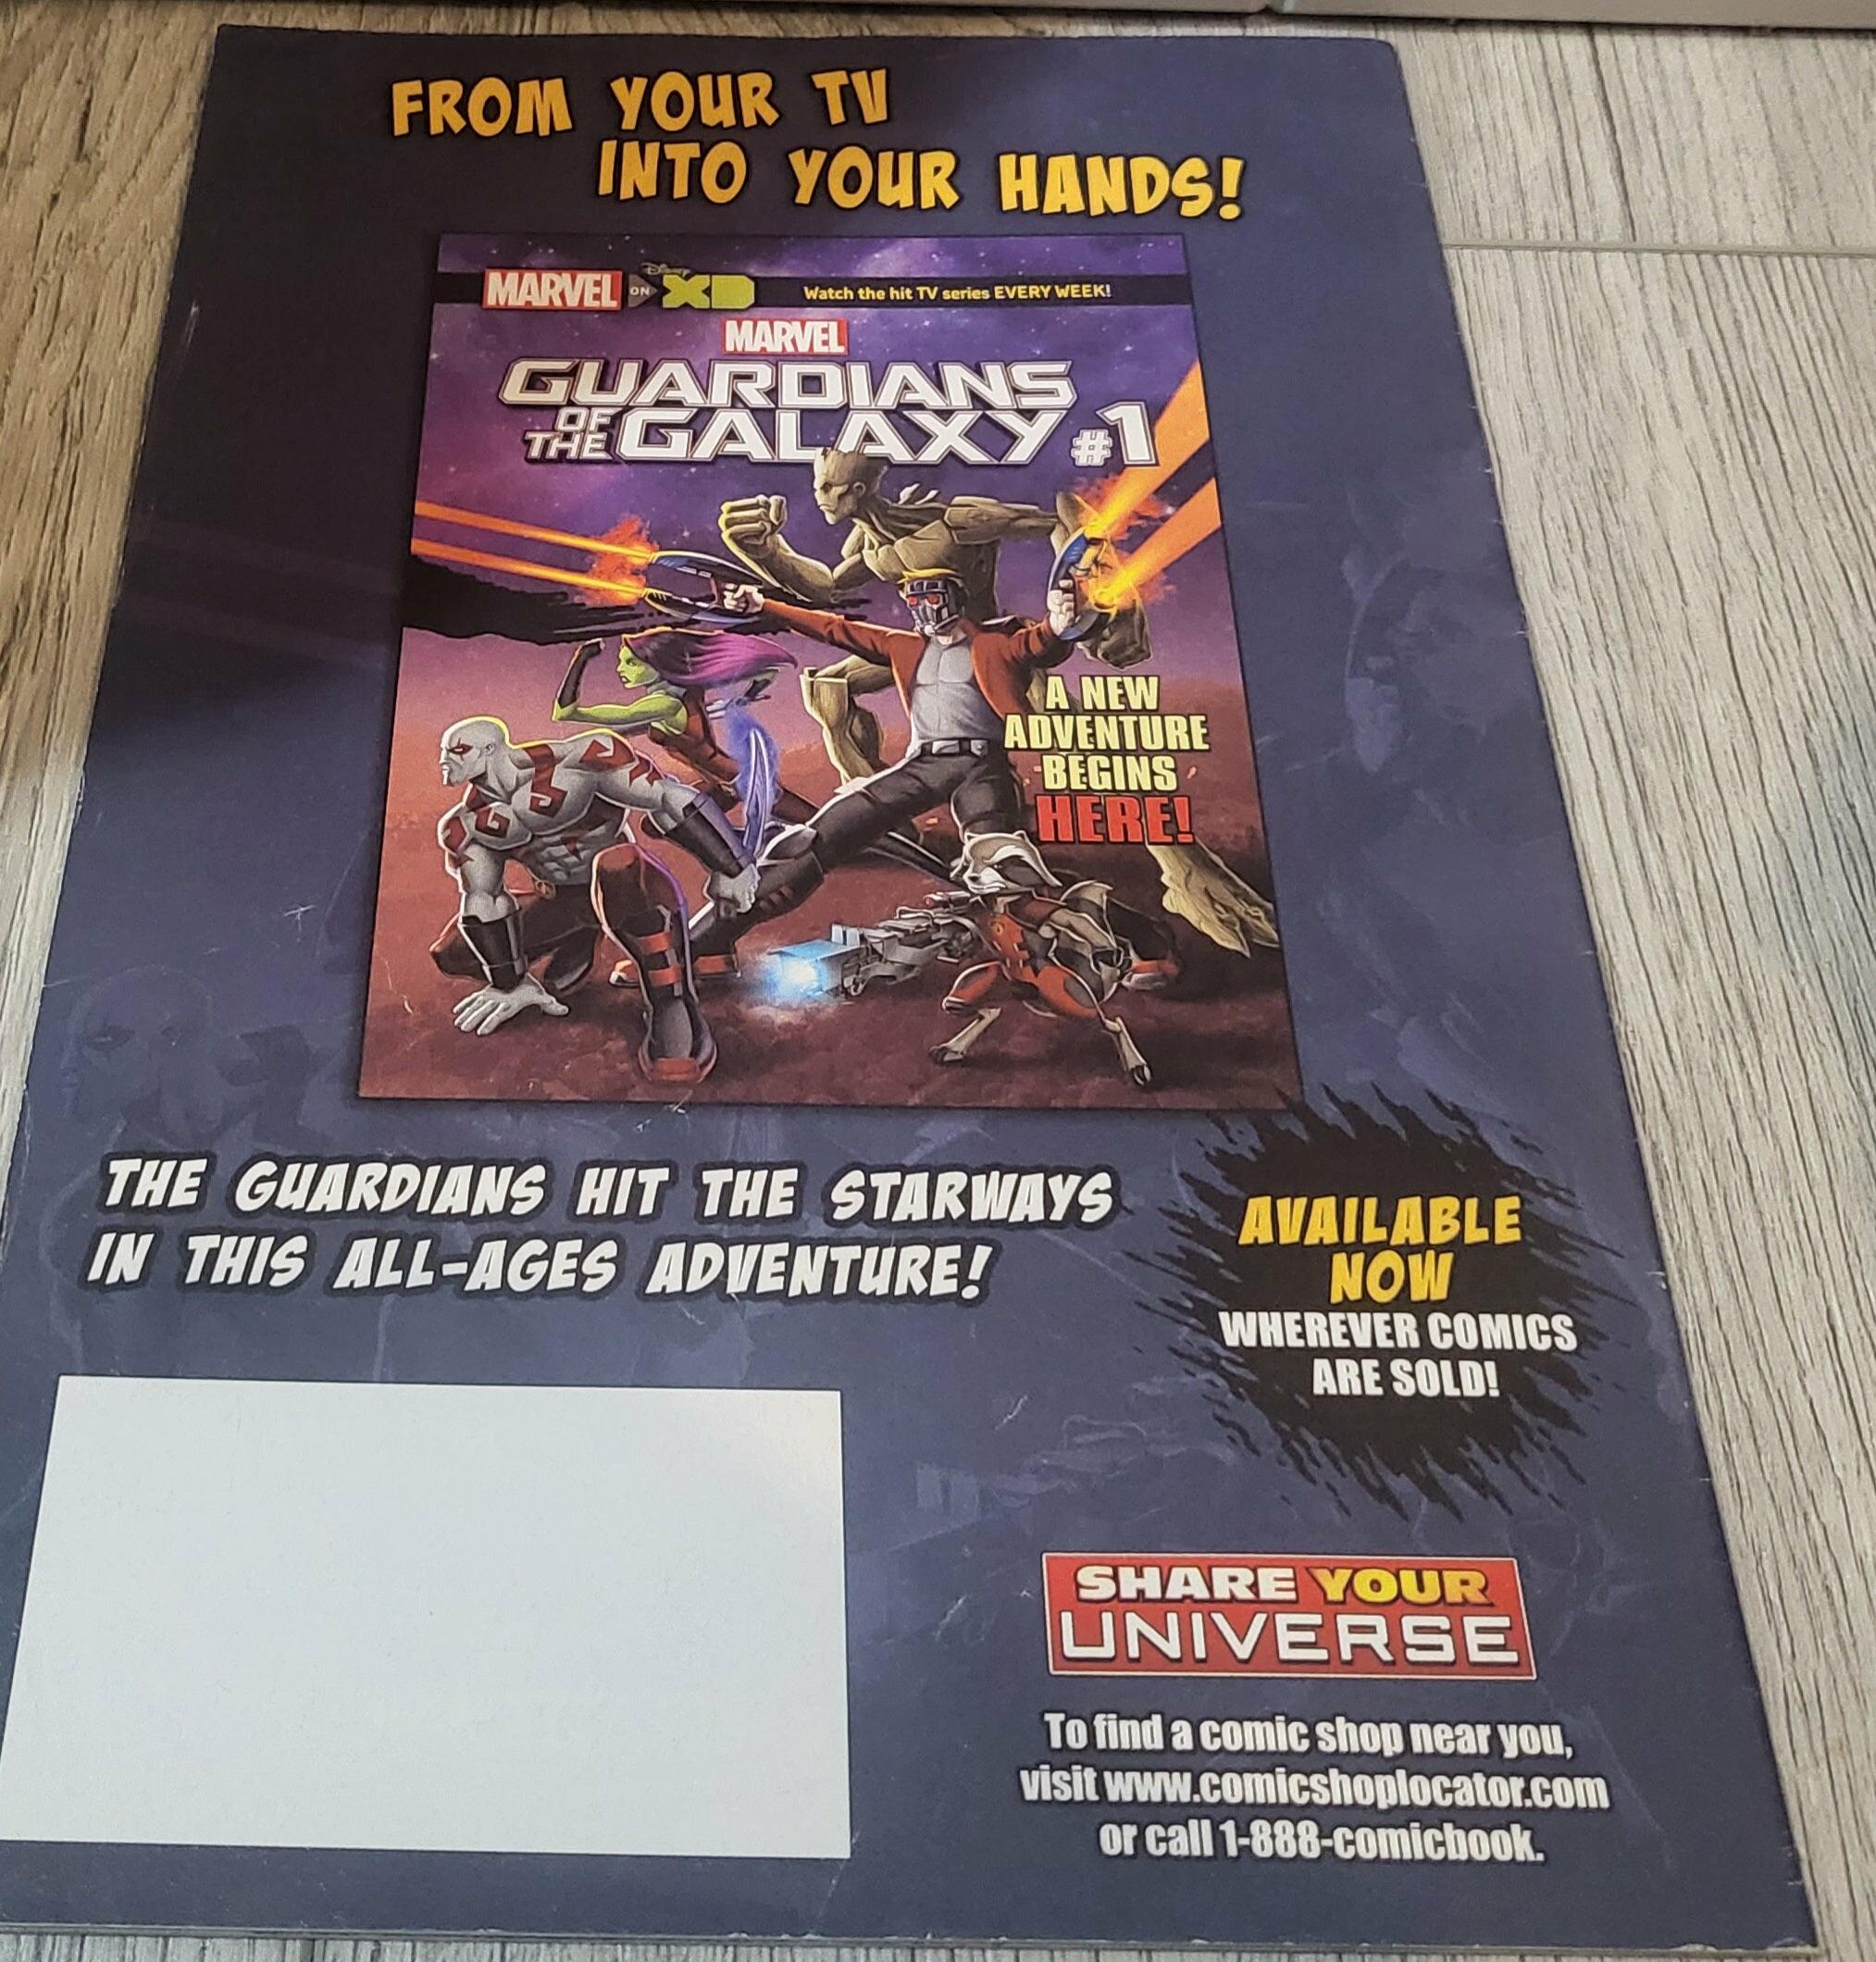 FROM YOUR TV
INTO YOUR HANDS!
MARVEL ON Disney XD Watch the hit TV series EVERY WEEK!
MARVEL
GUARDIANS
OF THE GALAXY #1
A NEW
ADVENTURE
BEGINS
HERE!
THE GUARDIANS HIT THE STARWAYS
IN THIS ALL-AGES ADVENTURE!
AVAILABLE
NOW
WHEREVER COMICS
ARE SOLD!
SHARE YOUR
UNIVERSE
To find a comic shop near you,
visit www.comicshoplocator.com
or call 1-888-comicbook.